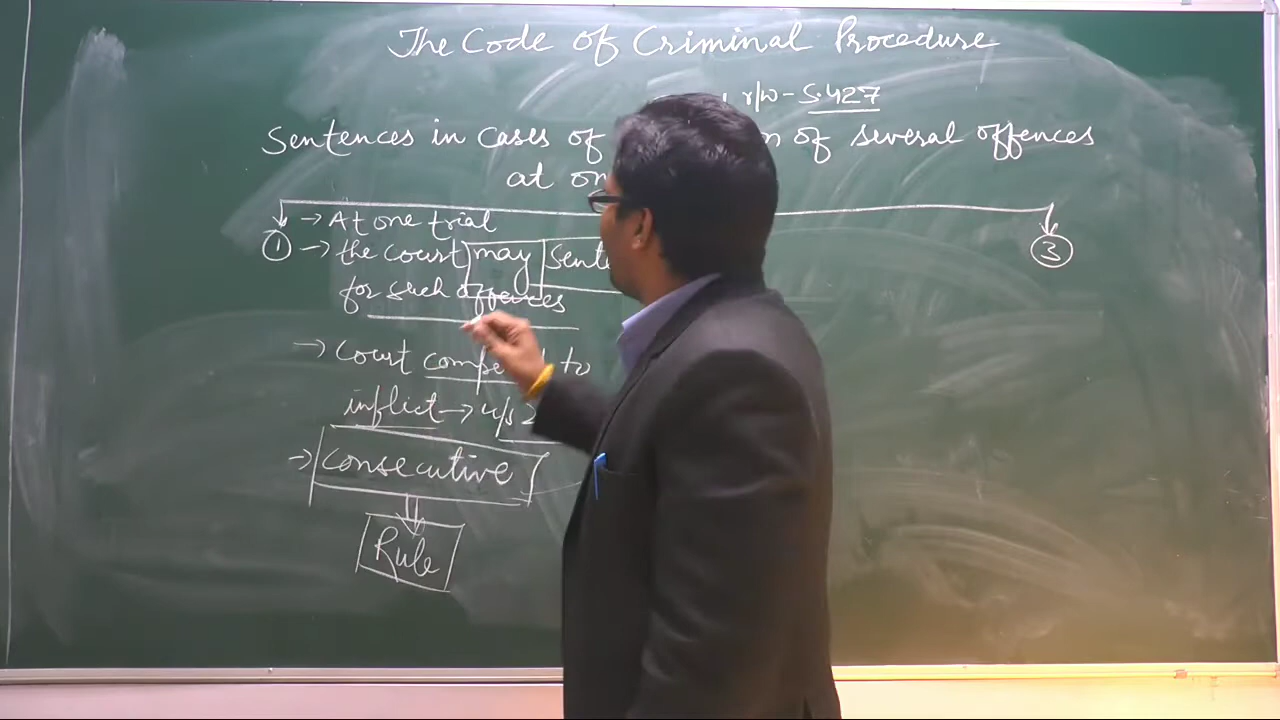 The Code of Criminal Procedure
r/w - S.427
Sentences in cases of n of several offences
at on
① → At one trial
→ the court may Sente
for such offences
→ Court compe to
inflict → u/s 2
→ Consecutive
Rule
③